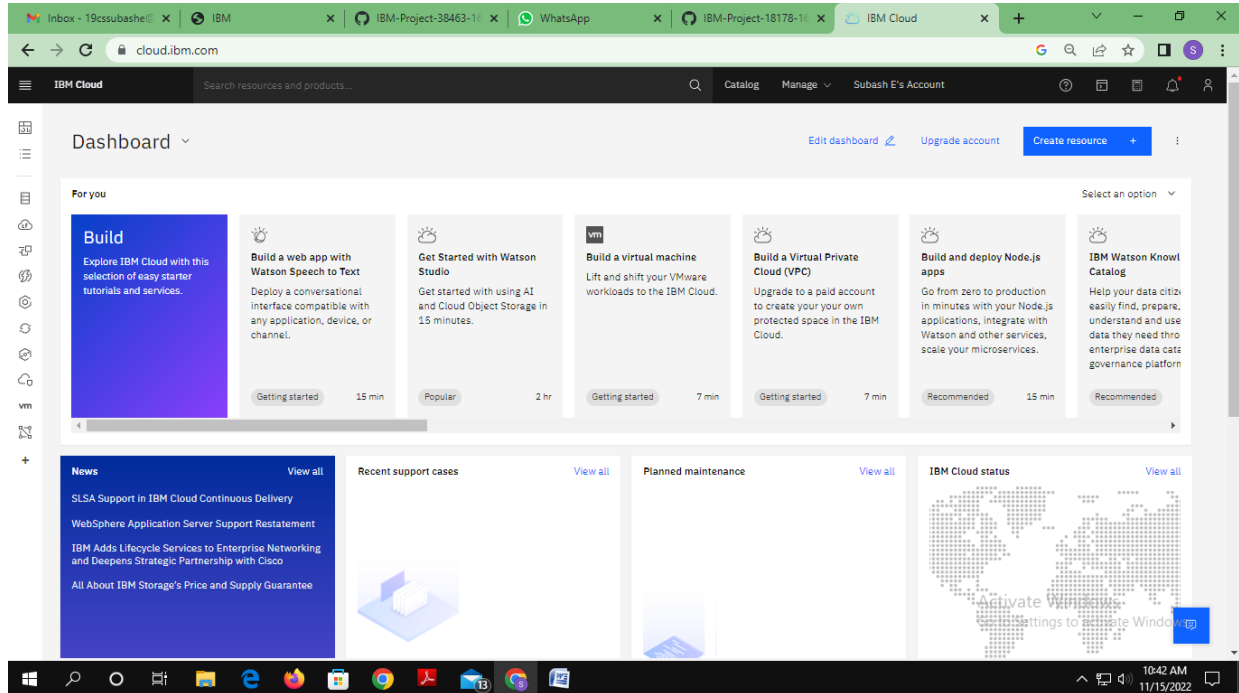 Inbox - 19cssubashe@
IBM
IBM-Project-38463-16
WhatsApp
IBM-Project-18178-16
IBM Cloud
cloud.ibm.com
G
S
IBM Cloud
Search resources and products...
Catalog
Manage
Subash E's Account
Dashboard
Edit dashboard
Upgrade account
Create resource +
For you
Select an option
Build
Explore IBM Cloud with this
selection of easy starter
tutorials and services.
Build a web app with
Watson Speech to Text
Deploy a conversational
interface compatible with
any application, device, or
channel.
Getting started 15 min
Get Started with Watson
Studio
Get started with using AI
and Cloud Object Storage in
15 minutes.
Popular 2 hr
vm
Build a virtual machine
Lift and shift your VMware
workloads to the IBM Cloud.
Getting started 7 min
Build a Virtual Private
Cloud (VPC)
Upgrade to a paid account
to create your your own
protected space in the IBM
Cloud.
Getting started 7 min
Build and deploy Node.js
apps
Go from zero to production
in minutes with your Node.js
applications, integrate with
Watson and other services,
scale your microservices.
Recommended 15 min
IBM Watson Knowl
Catalog
Help your data citize
easily find, prepare,
understand and use
data they need thro
enterprise data cata
governance platform
Recommended
vm
News View all
SLSA Support in IBM Cloud Continuous Delivery
WebSphere Application Server Support Restatement
IBM Adds Lifecycle Services to Enterprise Networking
and Deepens Strategic Partnership with Cisco
All About IBM Storage's Price and Supply Guarantee
Recent support cases View all
Planned maintenance View all
IBM Cloud status View all
Activate Windows
Go to Settings to activate Windows.
13
S
10:42 AM
11/15/2022